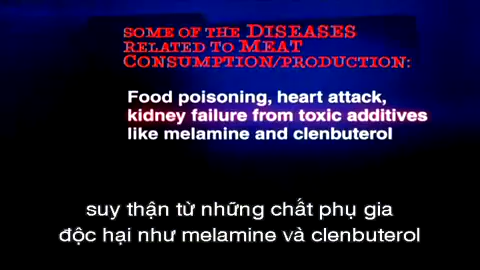 SOME OF THE DISEASES
RELATED TO MEAT
CONSUMPTION/PRODUCTION:
Food poisoning, heart attack,
kidney failure from toxic additives
like melamine and clenbuterol
suy thận từ những chất phụ gia
độc hại như melamine và clenbuterol